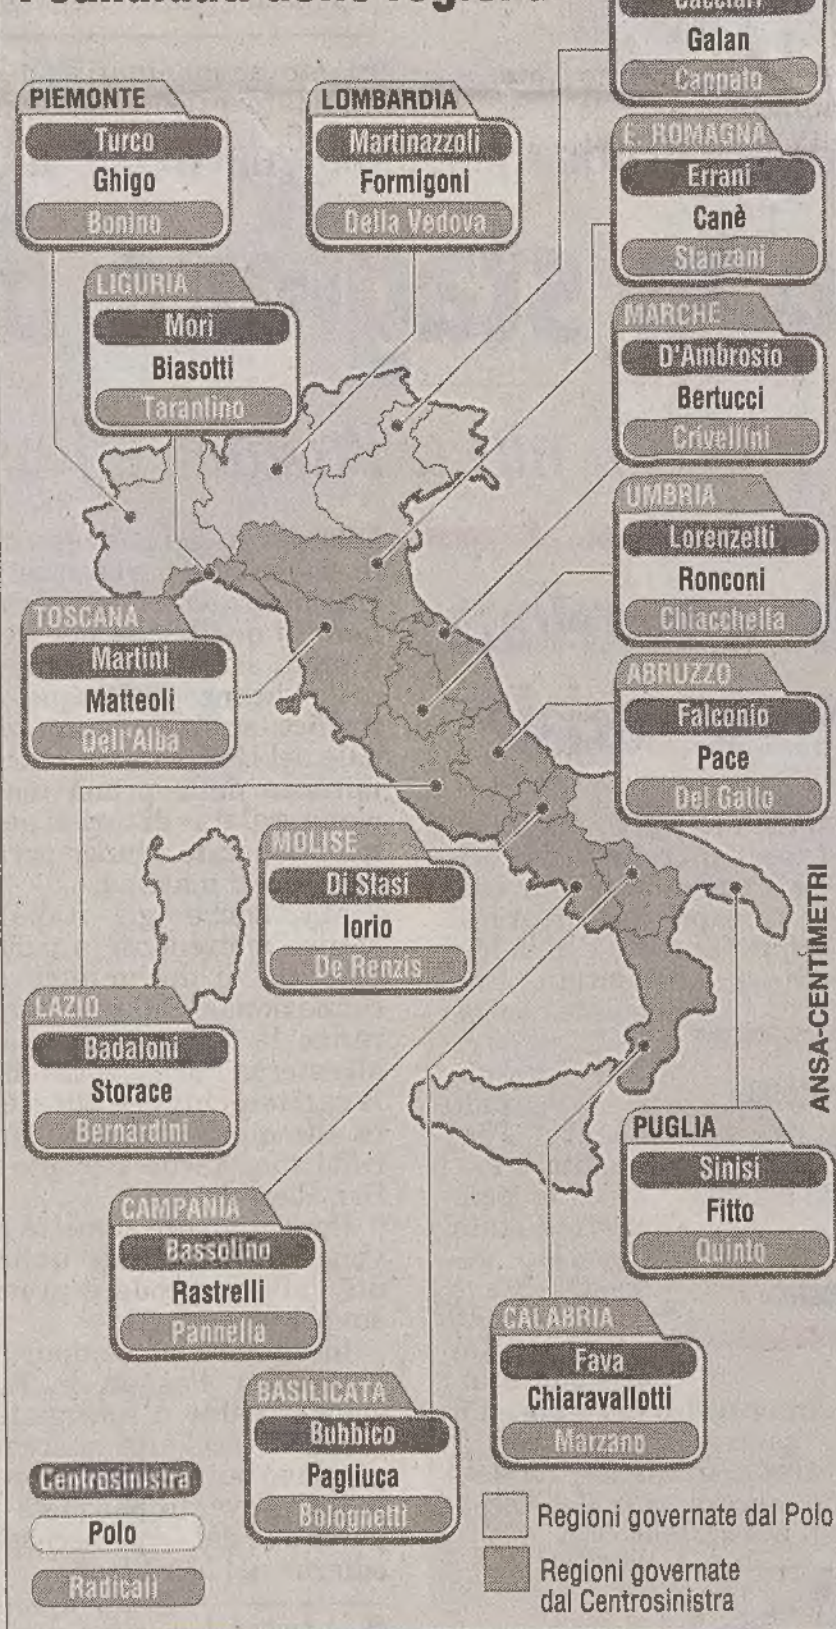 Cacciari
Galan
Cappato
PIEMONTE
Turco
Ghigo
Bonino
LOMBARDIA
Martinazzoli
Formigoni
Della Vedova
E. ROMAGNA
Errani
Canè
Stanzani
LIGURIA
Mori
Biasotti
Tarantino
MARCHE
D'Ambrosio
Bertucci
Crivellini
UMBRIA
Lorenzetti
Ronconi
Chiacchella
TOSCANA
Martini
Matteoli
Dell'Alba
ABRUZZO
Falconio
Pace
Del Gatto
MOLISE
Di Stasi
Iorio
De Renzis
LAZIO
Badaloni
Storace
Bernardini
ANSA-CENTIMETRI
PUGLIA
Sinisi
Fitto
Quinto
CAMPANIA
Bassolino
Rastrelli
Pannella
CALABRIA
Fava
Chiaravallotti
Marzano
BASILICATA
Bubbico
Pagliuca
Bolognetti
Centrosinistra
Polo
Radicali
Regioni governate dal Polo
Regioni governate
dal Centrosinistra